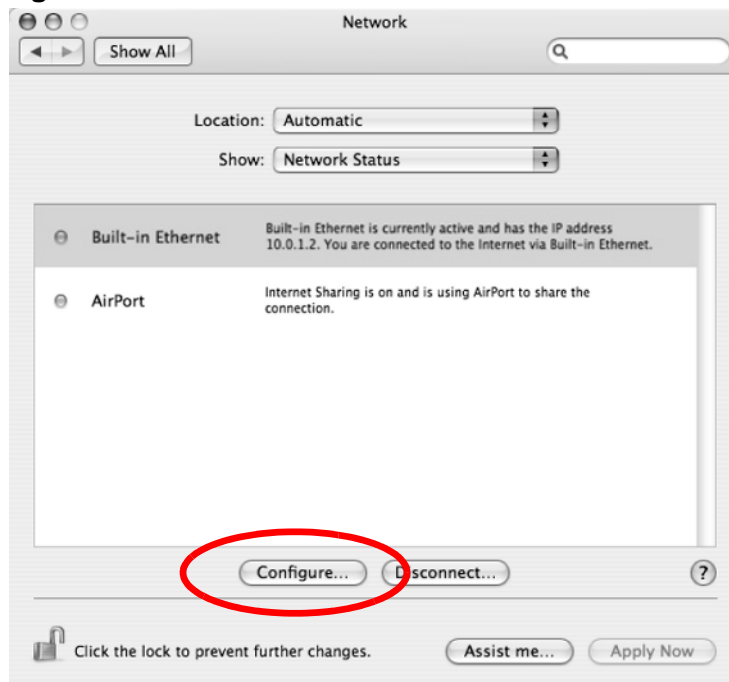 Network
Show All
Location: Automatic
Show: Network Status
Built-in Ethernet
Built-in Ethernet is currently active and has the IP address
10.0.1.2. You are connected to the Internet via Built-in Ethernet.
AirPort
Internet Sharing is on and is using AirPort to share the
connection.
Configure... Disconnect... ?
Click the lock to prevent further changes. Assist me... Apply Now